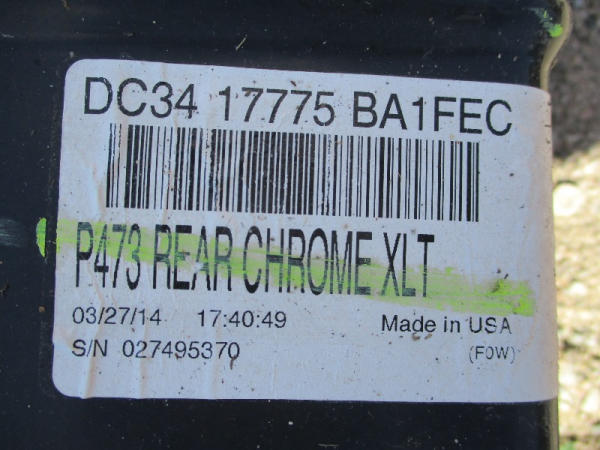 DC34 17775 BA1FEC
P473 REAR CHROME XLT
03/27/14 17:40:49 Made in USA
S/N 027495370 (F0W)